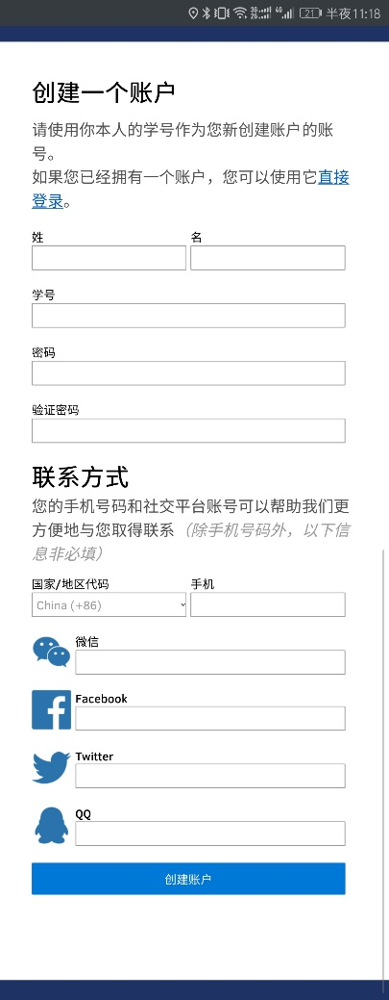 21 半夜11:18
创建一个账户
请使用你本人的学号作为您新创建账户的账
号。
如果您已经拥有一个账户，您可以使用它直接
登录。
姓 名
学号
密码
验证密码
联系方式
您的手机号码和社交平台账号可以帮助我们更
方便地与您取得联系（除手机号码外，以下信
息非必填）
国家/地区代码 手机
China (+86)
微信
Facebook
Twitter
QQ
创建账户